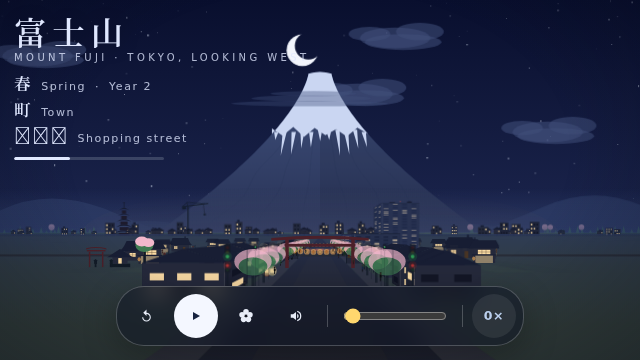 富士山
MOUNT FUJI · TOKYO, LOOKING WEST
春 Spring · Year 2
町 Town
Shopping street
0×